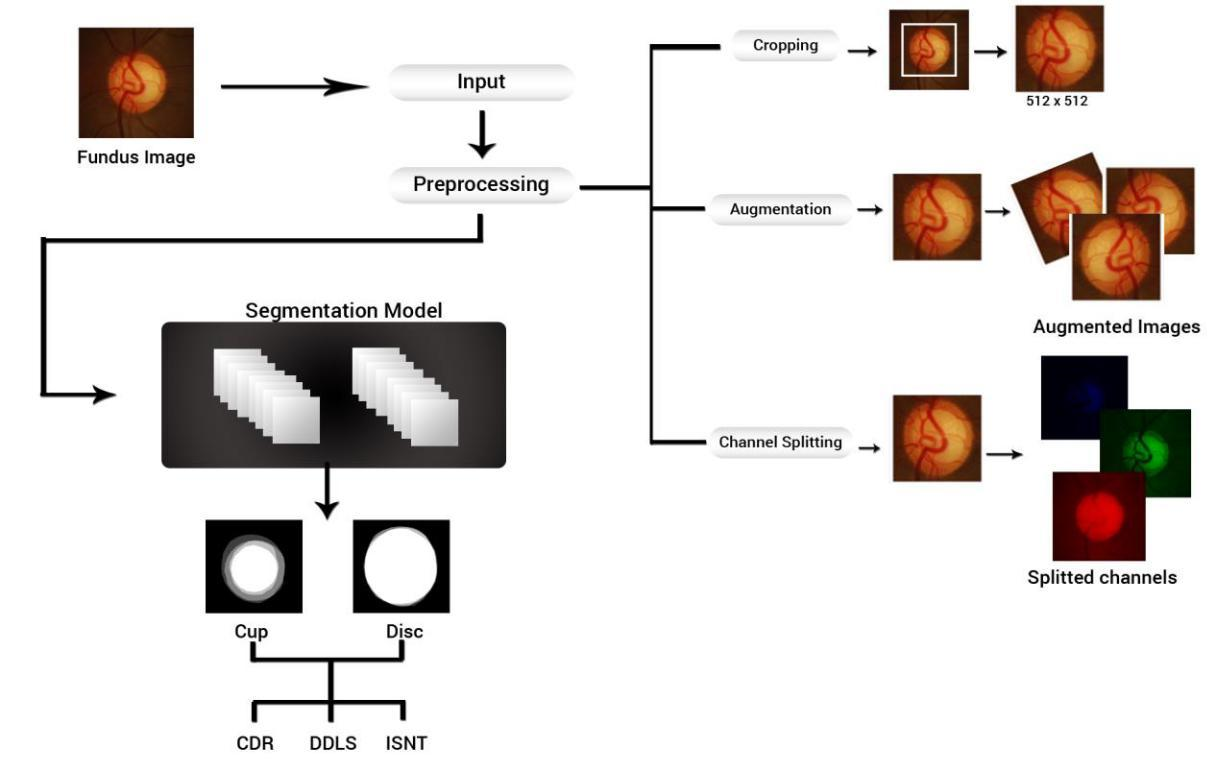 Fundus Image
Input
Preprocessing
Cropping
512 x 512
Augmentation
Augmented Images
Channel Splitting
Splitted channels
Segmentation Model
Cup
Disc
CDR
DDLS
ISNT